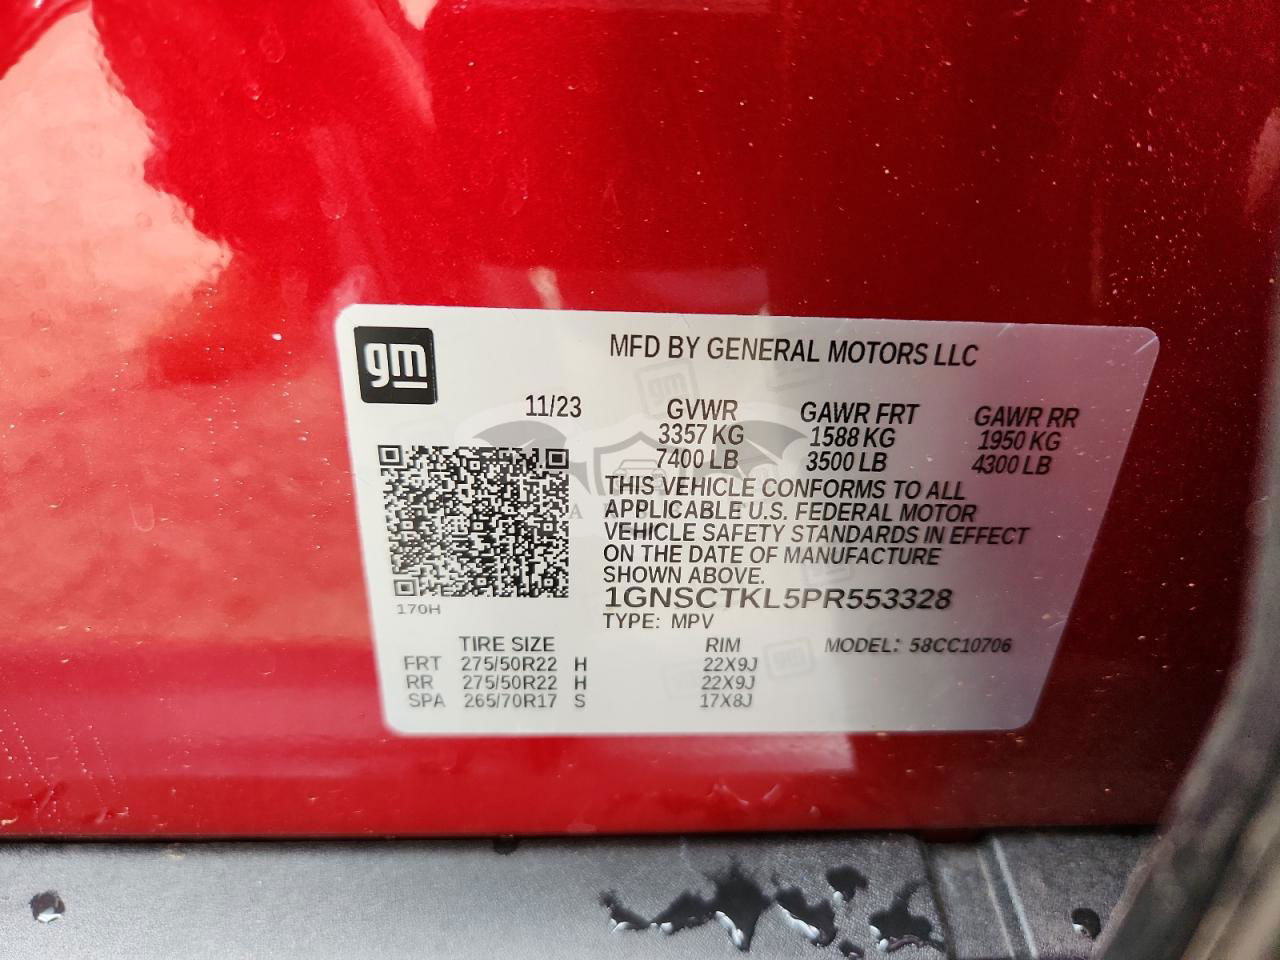 gm
MFD BY GENERAL MOTORS LLC
11/23 GVWR GAWR FRT GAWR RR
3357 KG 1588 KG 1950 KG
7400 LB 3500 LB 4300 LB
THIS VEHICLE CONFORMS TO ALL
APPLICABLE U.S. FEDERAL MOTOR
VEHICLE SAFETY STANDARDS IN EFFECT
ON THE DATE OF MANUFACTURE
SHOWN ABOVE.
1GNSCTKL5PR553328
170H
TYPE: MPV
TIRE SIZE RIM MODEL: 58CC10706
FRT 275/50R22 H 22X9J
RR 275/50R22 H 22X9J
SPA 265/70R17 S 17X8J